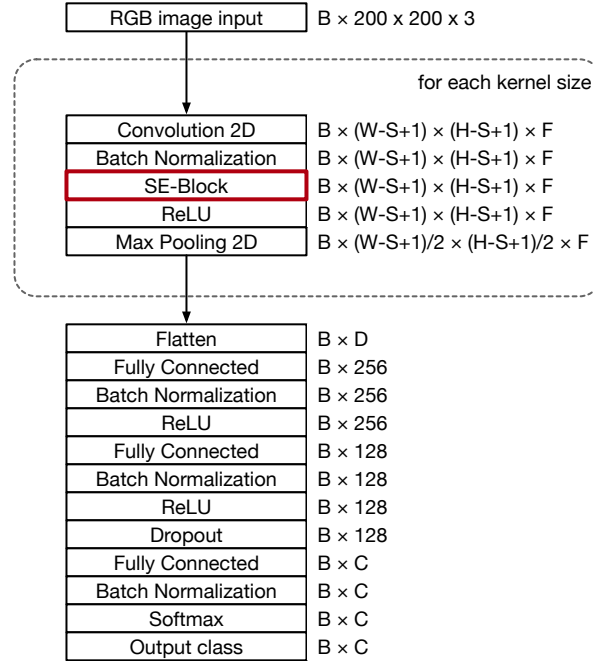 RGB image input B × 200 x 200 x 3
for each kernel size
Convolution 2D B × (W-S+1) × (H-S+1) × F
Batch Normalization B × (W-S+1) × (H-S+1) × F
SE-Block B × (W-S+1) × (H-S+1) × F
ReLU B × (W-S+1) × (H-S+1) × F
Max Pooling 2D B × (W-S+1)/2 × (H-S+1)/2 × F
Flatten B × D
Fully Connected B × 256
Batch Normalization B × 256
ReLU B × 256
Fully Connected B × 128
Batch Normalization B × 128
ReLU B × 128
Dropout B × 128
Fully Connected B × C
Batch Normalization B × C
Softmax B × C
Output class B × C